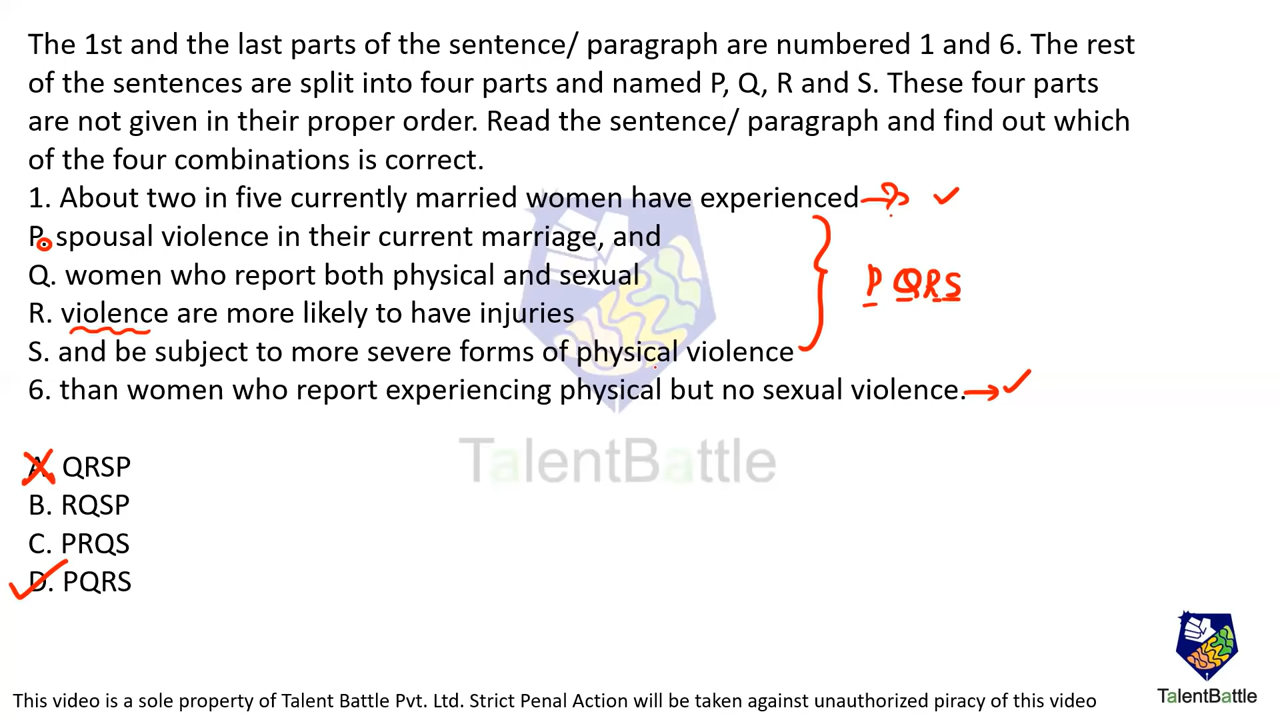 The 1st and the last parts of the sentence/ paragraph are numbered 1 and 6. The rest
of the sentences are split into four parts and named P, Q, R and S. These four parts
are not given in their proper order. Read the sentence/ paragraph and find out which
of the four combinations is correct.
1. About two in five currently married women have experienced
P. spousal violence in their current marriage, and
Q. women who report both physical and sexual
R. violence are more likely to have injuries
S. and be subject to more severe forms of physical violence
P Q R S
6. than women who report experiencing physical but no sexual violence.
TalentBattle
A. QRSP
B. RQSP
C. PRQS
D. PQRS
TalentBattle
This video is a sole property of Talent Battle Pvt. Ltd. Strict Penal Action will be taken against unauthorized piracy of this video